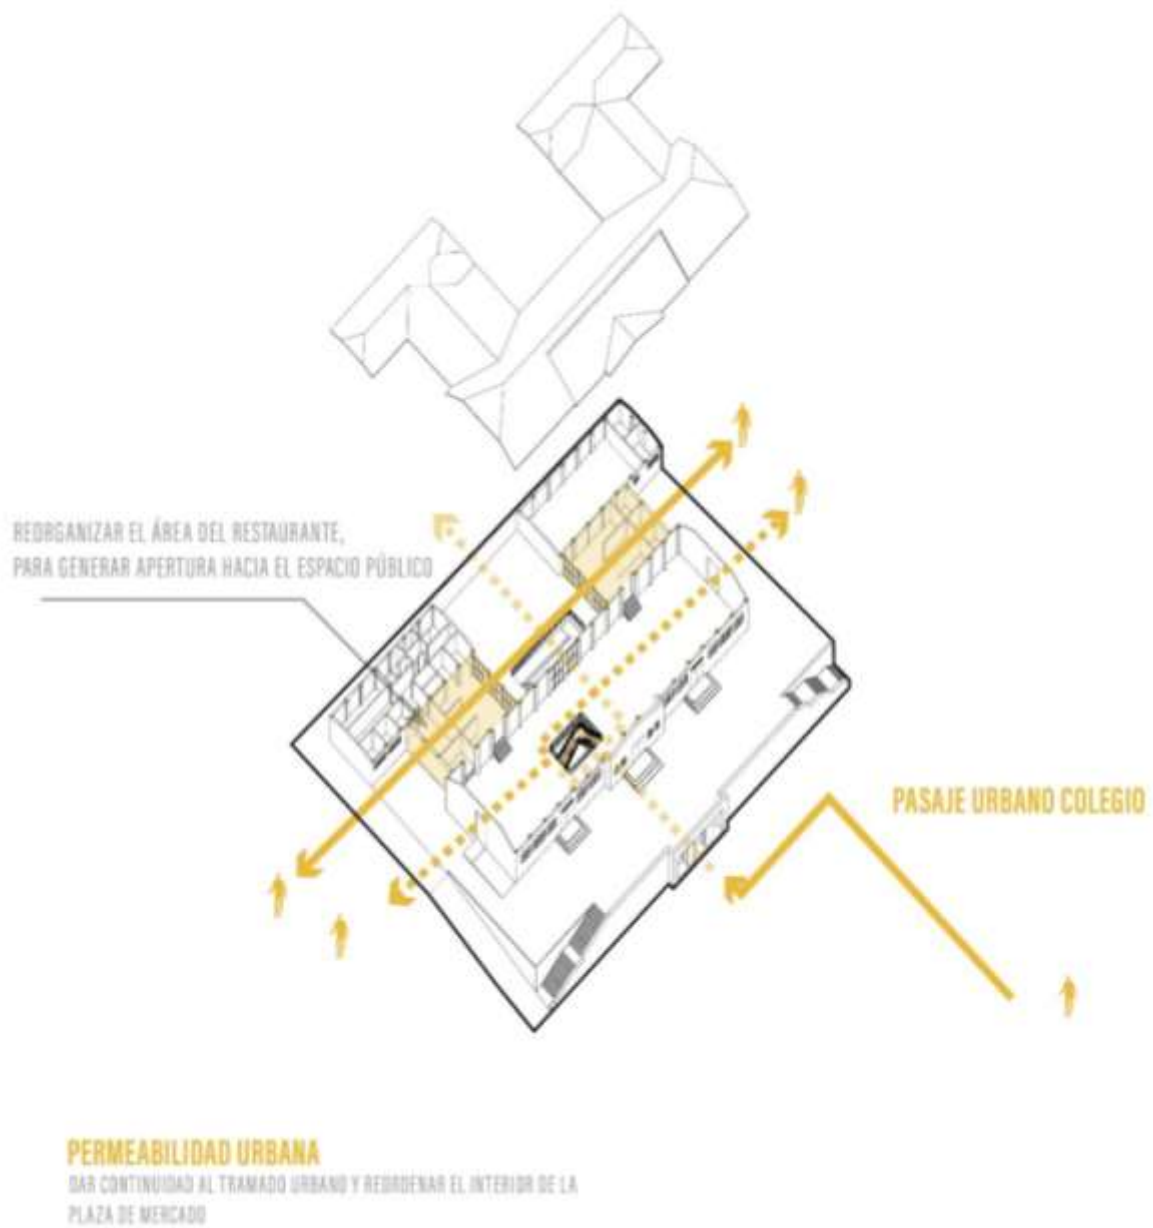 REORGANIZAR EL ÁREA DEL RESTAURANTE,
PARA GENERAR APERTURA HACIA EL ESPACIO PÚBLICO
PASAJE URBANO COLEGIO
PERMEABILIDAD URBANA
DAR CONTINUIDAD AL TRAMADO URBANO Y REORDENAR EL INTERIOR DE LA
PLAZA DE MERCADO